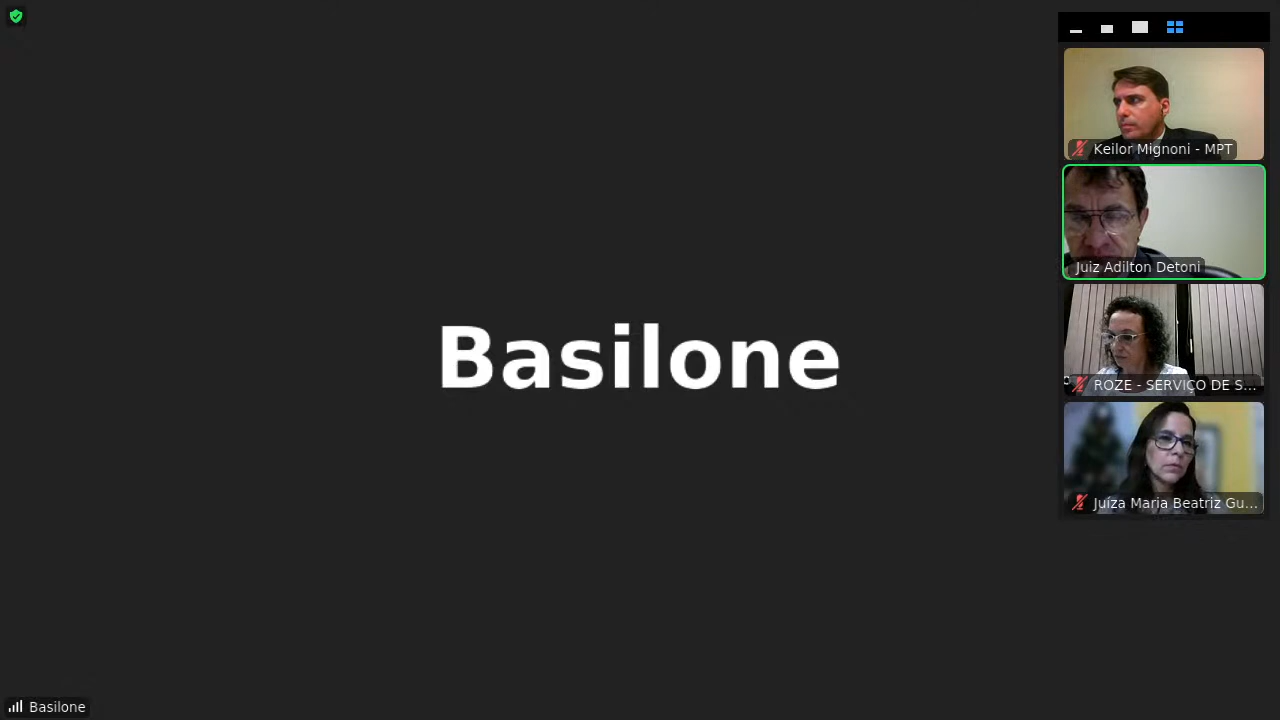 Keilor Mignoni - MPT
Juiz Adilton Detoni
ROZE - SERVIÇO DE S...
Juíza Maria Beatriz Gu...
Basilone
Basilone